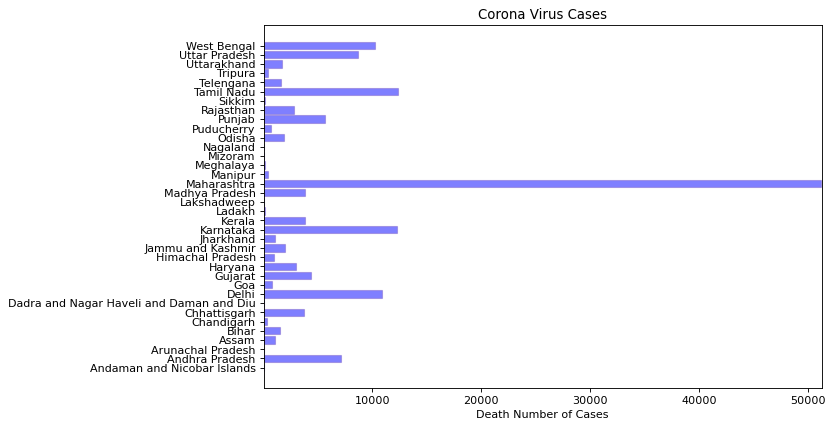 Corona Virus Cases
West Bengal
Uttar Pradesh
Uttarakhand
Tripura
Telengana
Tamil Nadu
Sikkim
Rajasthan
Punjab
Puducherry
Odisha
Nagaland
Mizoram
Meghalaya
Manipur
Maharashtra
Madhya Pradesh
Lakshadweep
Ladakh
Kerala
Karnataka
Jharkhand
Jammu and Kashmir
Himachal Pradesh
Haryana
Gujarat
Goa
Delhi
Dadra and Nagar Haveli and Daman and Diu
Chhattisgarh
Chandigarh
Bihar
Assam
Arunachal Pradesh
Andhra Pradesh
Andaman and Nicobar Islands
10000 20000 30000 40000 50000
Death Number of Cases